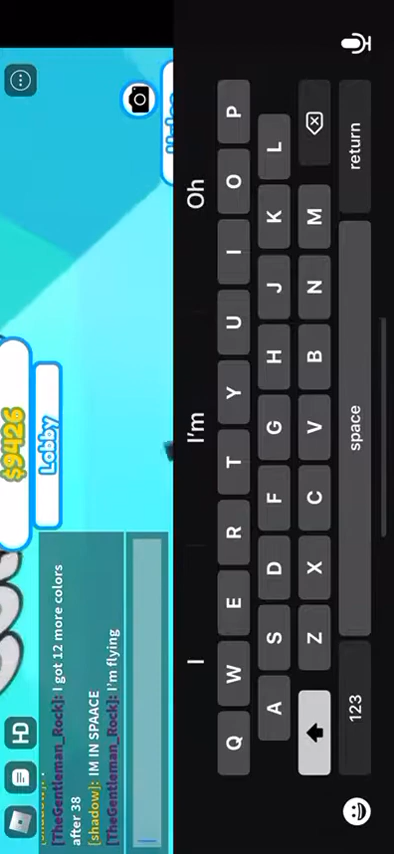 $9426
Lobby
HD
[TheGentleman_Rock]: I got 12 more colors
after 38
[shadow]: IM IN SPAACE
[TheGentleman_Rock]: I'm flying
I I'm Oh
Q W E R T Y U I O P
A S D F G H J K L
Z X C V B N M
123 space return